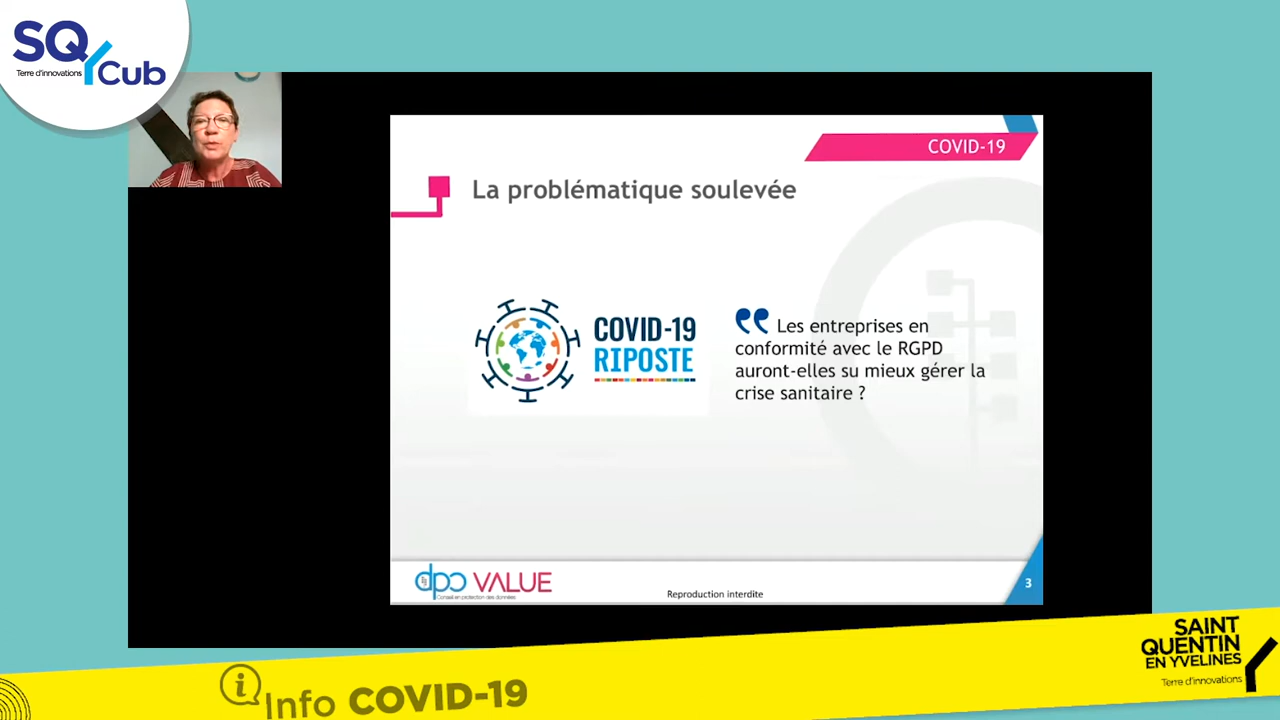 SQY Cub
Terre d'innovations
COVID-19
La problématique soulevée
COVID-19
RIPOSTE
Les entreprises en
conformité avec le RGPD
auront-elles su mieux gérer la
crise sanitaire ?
dpo VALUE
Conseil en protection des données
Reproduction interdite
3
i Info COVID-19
SAINT
QUENTIN
EN YVELINES
Terre d'innovations